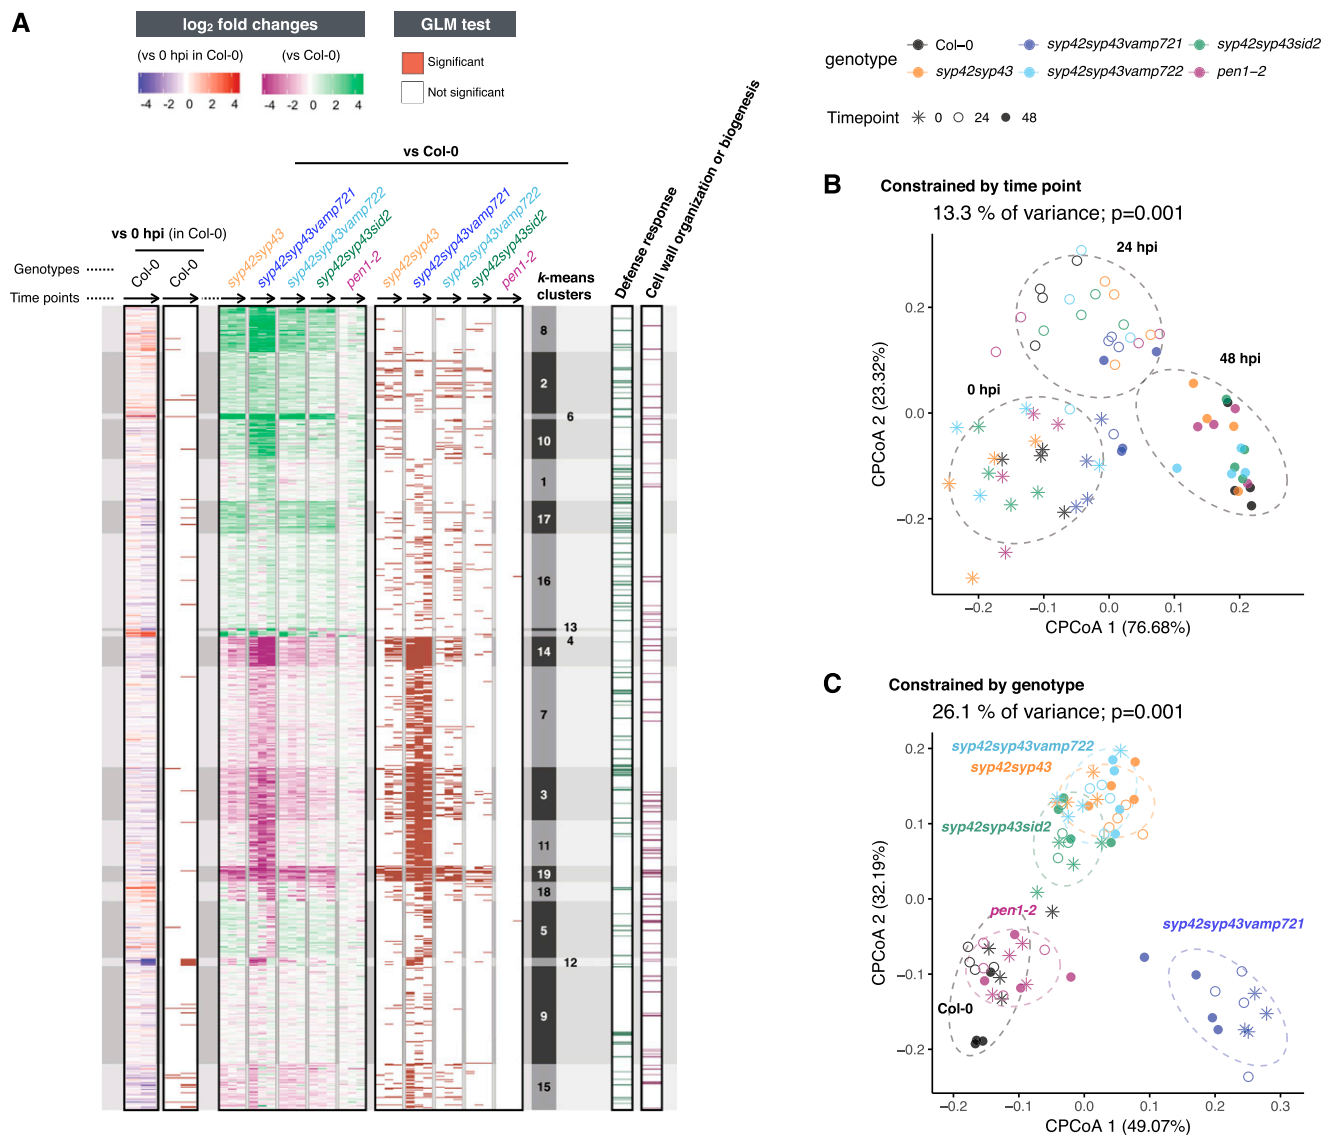 A
log2 fold changes
GLM test
(vs 0 hpi in Col-0)
(vs Col-0)
Significant
Not significant
-4 -2 0 2 4
-4 -2 0 2 4
vs Col-0
vs 0 hpi (in Col-0)
Genotypes
Col-0
Col-0
syp42syp43
syp42syp43vamp721
syp42syp43vamp722
syp42syp43sid2
pen1-2
syp42syp43
syp42syp43vamp721
syp42syp43vamp722
syp42syp43sid2
pen1-2
k-means
clusters
Defense response
Cell wall organization or biogenesis
Time points
8
2
6
10
1
17
16
13
4
14
7
3
11
19
18
5
12
9
15
genotype
Col−0
syp42syp43vamp721
syp42syp43sid2
syp42syp43
syp42syp43vamp722
pen1−2
Timepoint
0
24
48
B
Constrained by time point
13.3 % of variance; p=0.001
24 hpi
48 hpi
0 hpi
0.2
0.0
−0.2
CPCoA 2 (23.32%)
−0.2 −0.1 0.0 0.1 0.2
CPCoA 1 (76.68%)
C
Constrained by genotype
26.1 % of variance; p=0.001
syp42syp43vamp722
syp42syp43
syp42syp43sid2
pen1-2
syp42syp43vamp721
Col-0
0.2
0.1
0.0
−0.1
−0.2
CPCoA 2 (32.19%)
−0.2 −0.1 0.0 0.1 0.2 0.3
CPCoA 1 (49.07%)